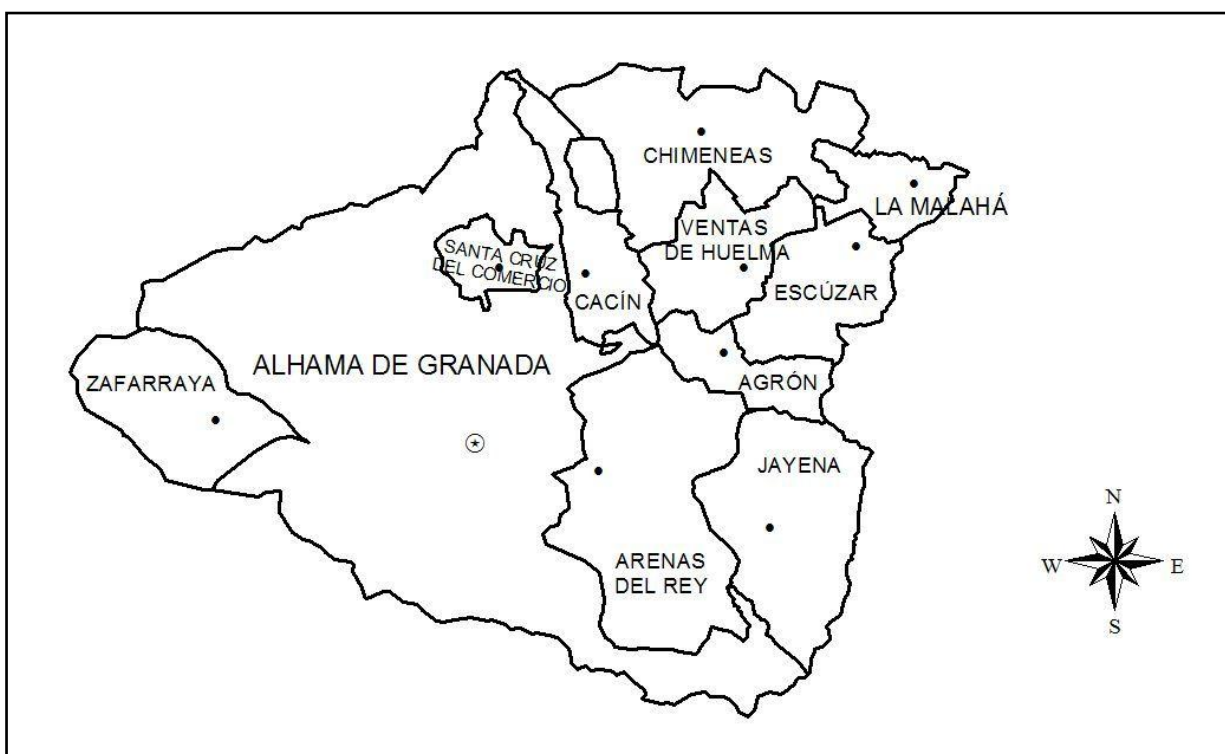 CHIMENEAS
LA MALAHÁ
VENTAS
DE HUELMA
SANTA CRUZ
DEL COMERCIO
ESCÚZAR
CACÍN
ALHAMA DE GRANADA
ZAFARRAYA
AGRÓN
JAYENA
ARENAS
DEL REY
N
W
E
S